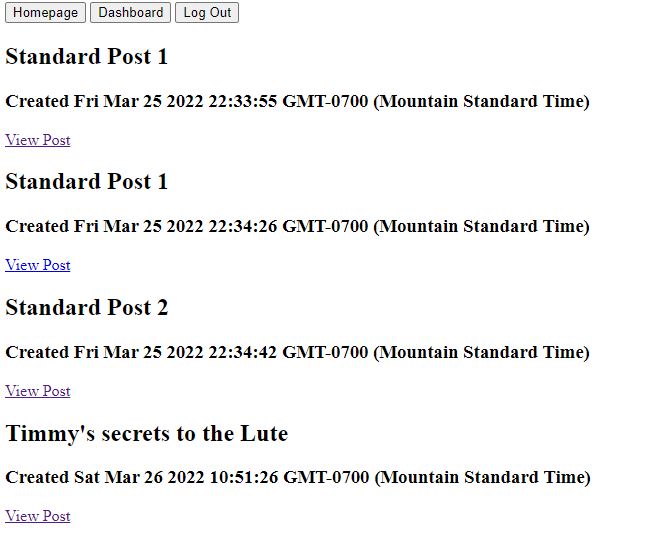 Homepage Dashboard Log Out
Standard Post 1
Created Fri Mar 25 2022 22:33:55 GMT-0700 (Mountain Standard Time)
View Post
Standard Post 1
Created Fri Mar 25 2022 22:34:26 GMT-0700 (Mountain Standard Time)
View Post
Standard Post 2
Created Fri Mar 25 2022 22:34:42 GMT-0700 (Mountain Standard Time)
View Post
Timmy's secrets to the Lute
Created Sat Mar 26 2022 10:51:26 GMT-0700 (Mountain Standard Time)
View Post